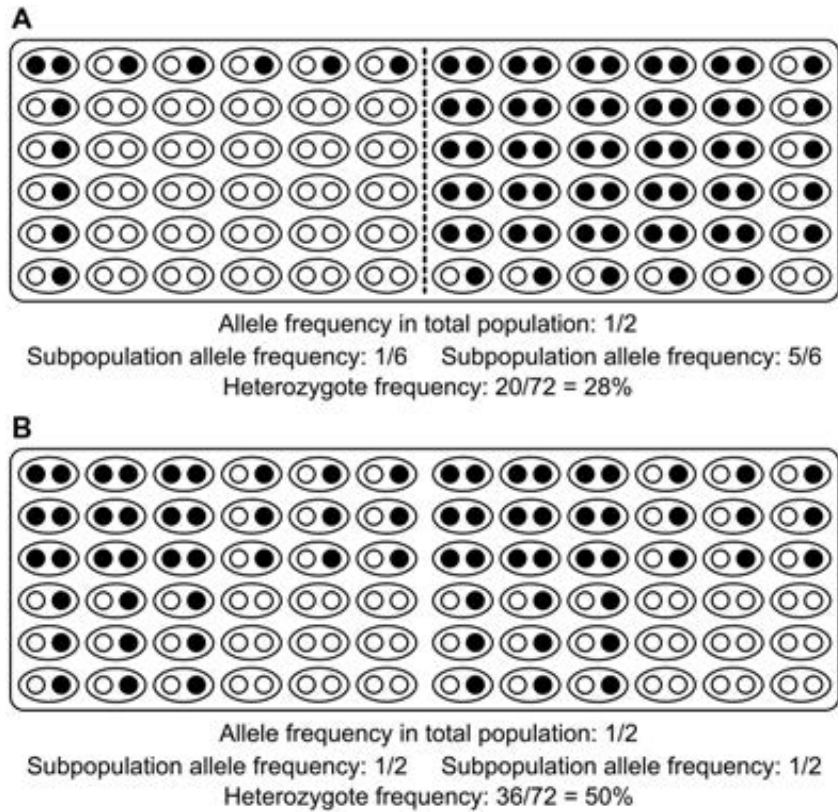 A
Allele frequency in total population: 1/2
Subpopulation allele frequency: 1/6 Subpopulation allele frequency: 5/6
Heterozygote frequency: 20/72 = 28%
B
Allele frequency in total population: 1/2
Subpopulation allele frequency: 1/2 Subpopulation allele frequency: 1/2
Heterozygote frequency: 36/72 = 50%